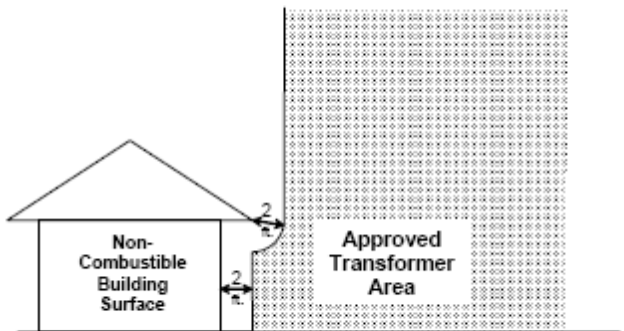 2
ft.
Non-
Combustible
Building
Surface
2
ft.
Approved
Transformer
Area